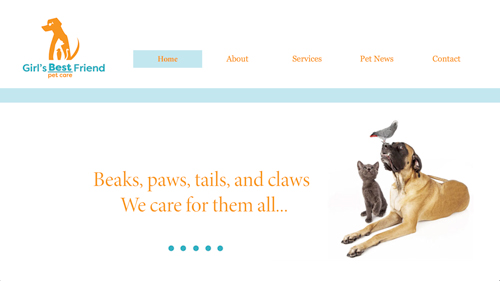 Girl's Best Friend
pet care
Home
About
Services
Pet News
Contact
Beaks, paws, tails, and claws
We care for them all...